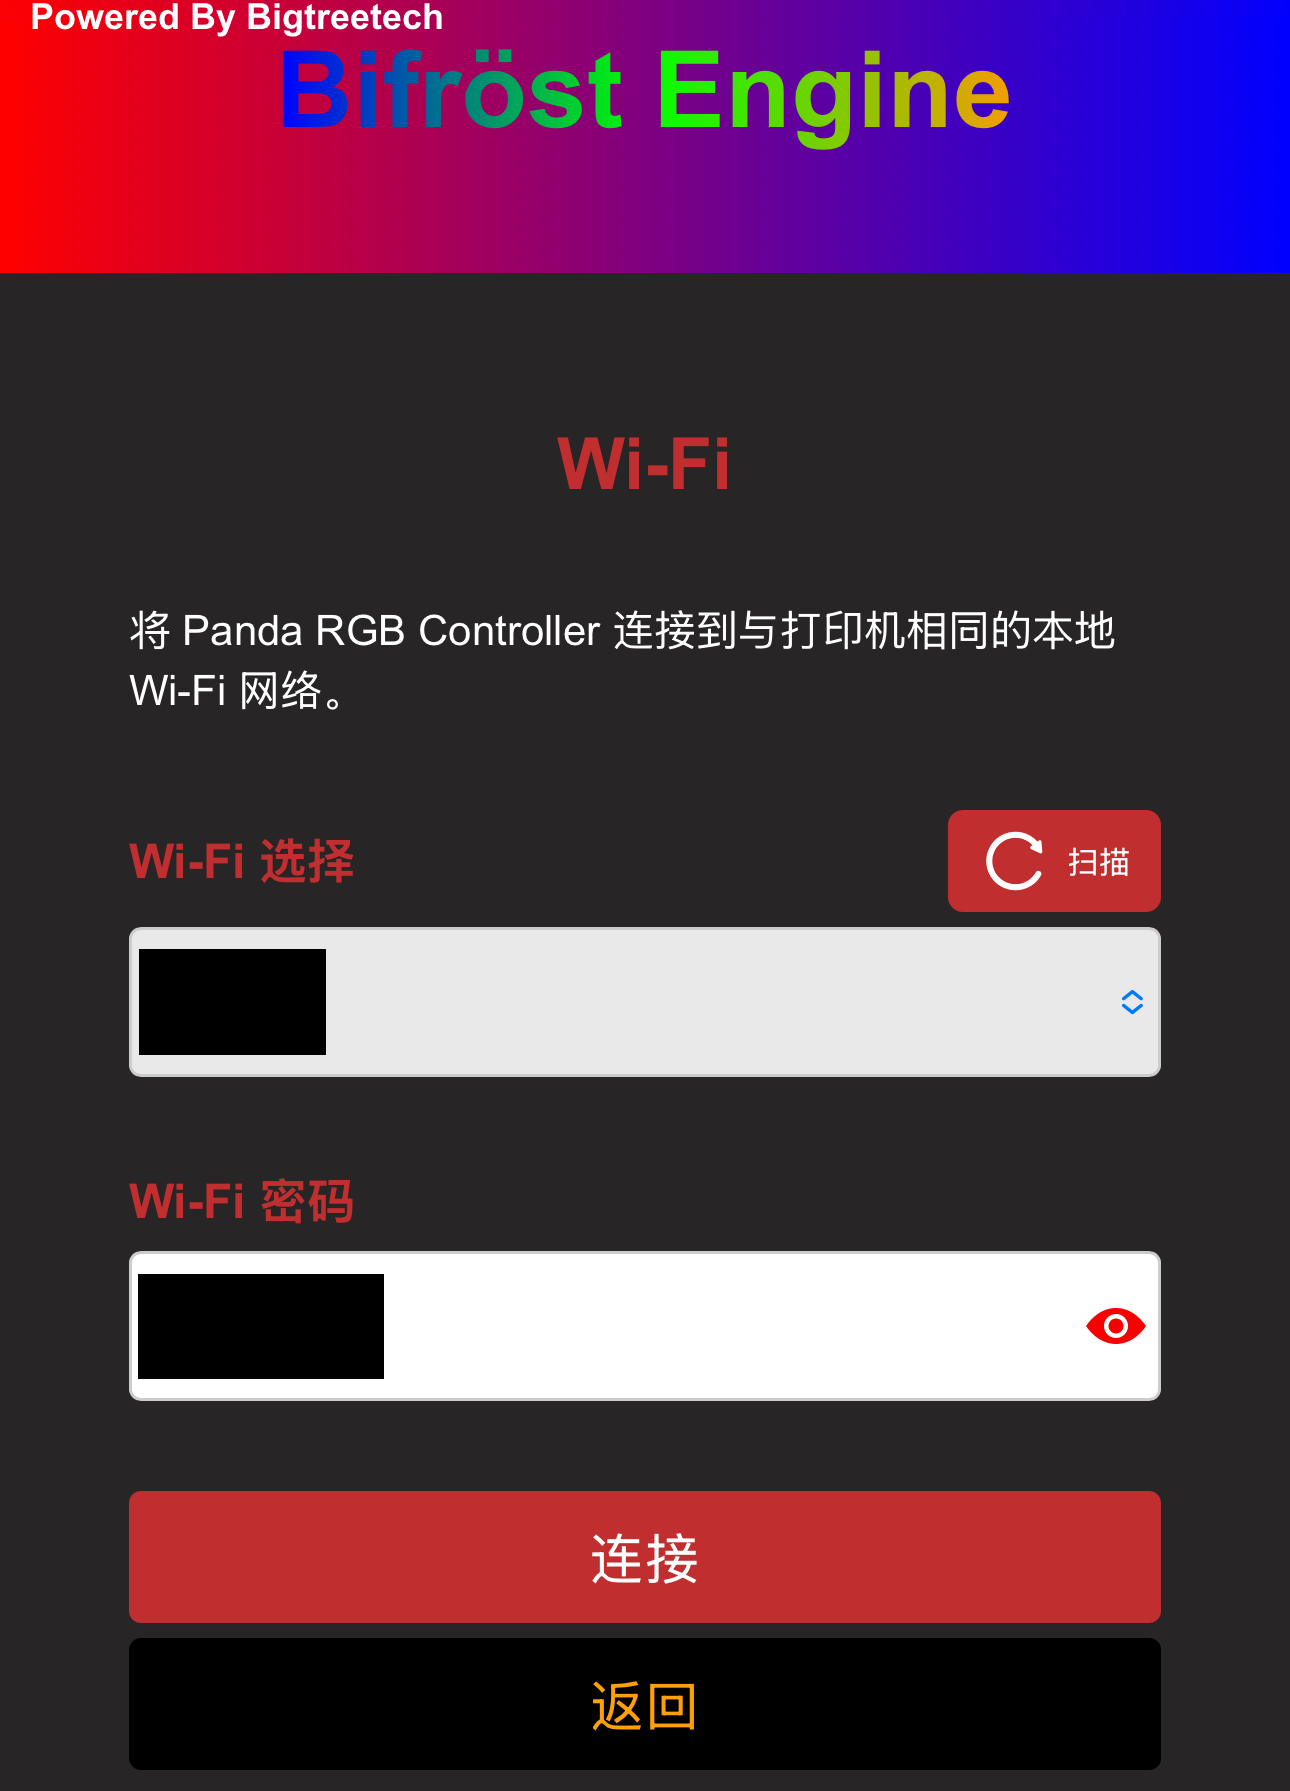 Powered By Bigtreetech
Bifröst Engine
Wi-Fi
将 Panda RGB Controller 连接到与打印机相同的本地
Wi-Fi 网络。
Wi-Fi 选择
扫描
Wi-Fi 密码
连接
返回